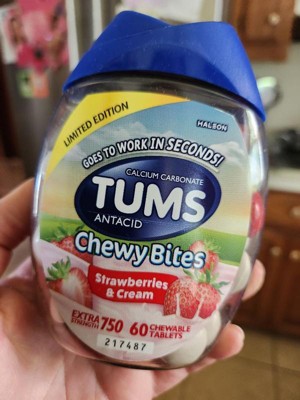 LIMITED EDITION
HALEON
GOES TO WORK IN SECONDS!
CALCIUM CARBONATE
TUMS
ANTACID
Chewy Bites
Strawberries
& Cream
EXTRA STRENGTH 750 60 CHEWABLE TABLETS
217487